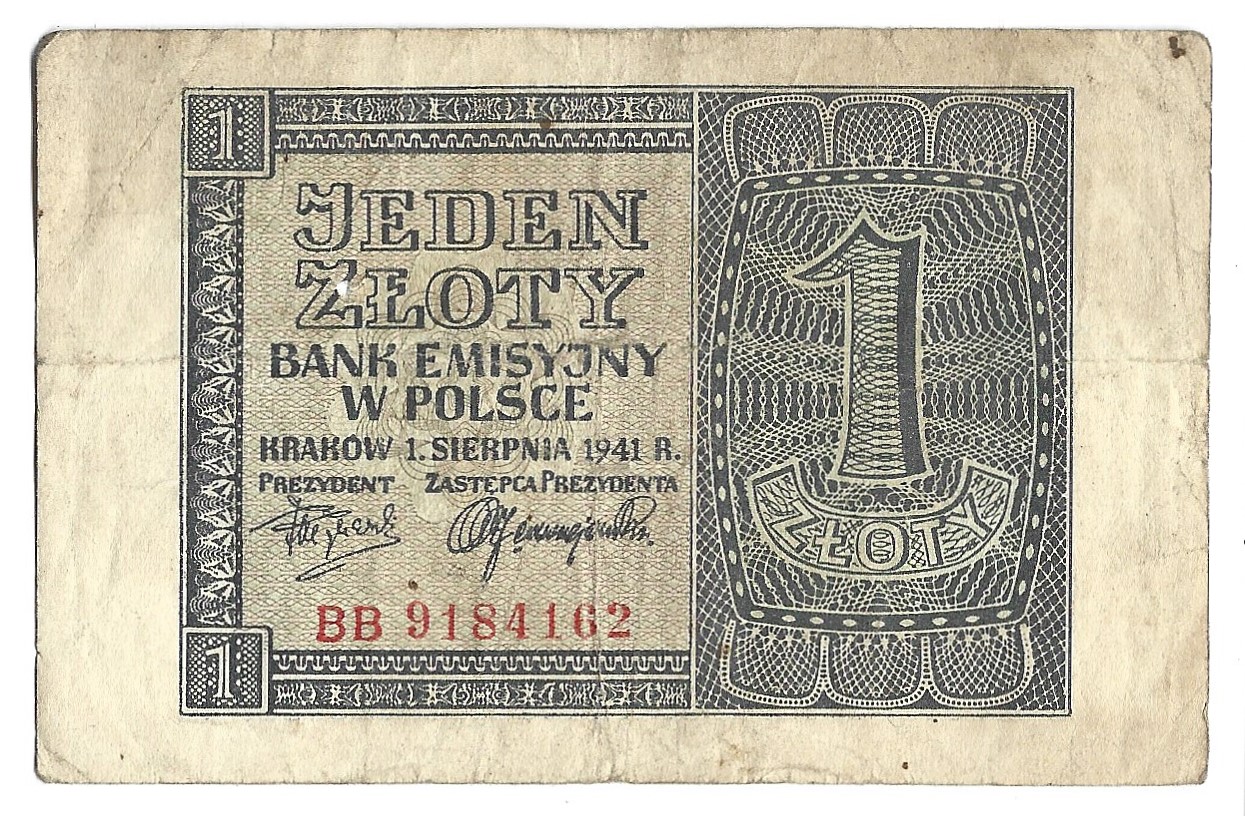 1
JEDEN
ZŁOTY
BANK EMISYJNY
W POLSCE
KRAKÓW 1. SIERPNIA 1941 R.
PREZYDENT ZASTĘPCA PREZYDENTA
BB 9184162
1
1
ZŁOTY